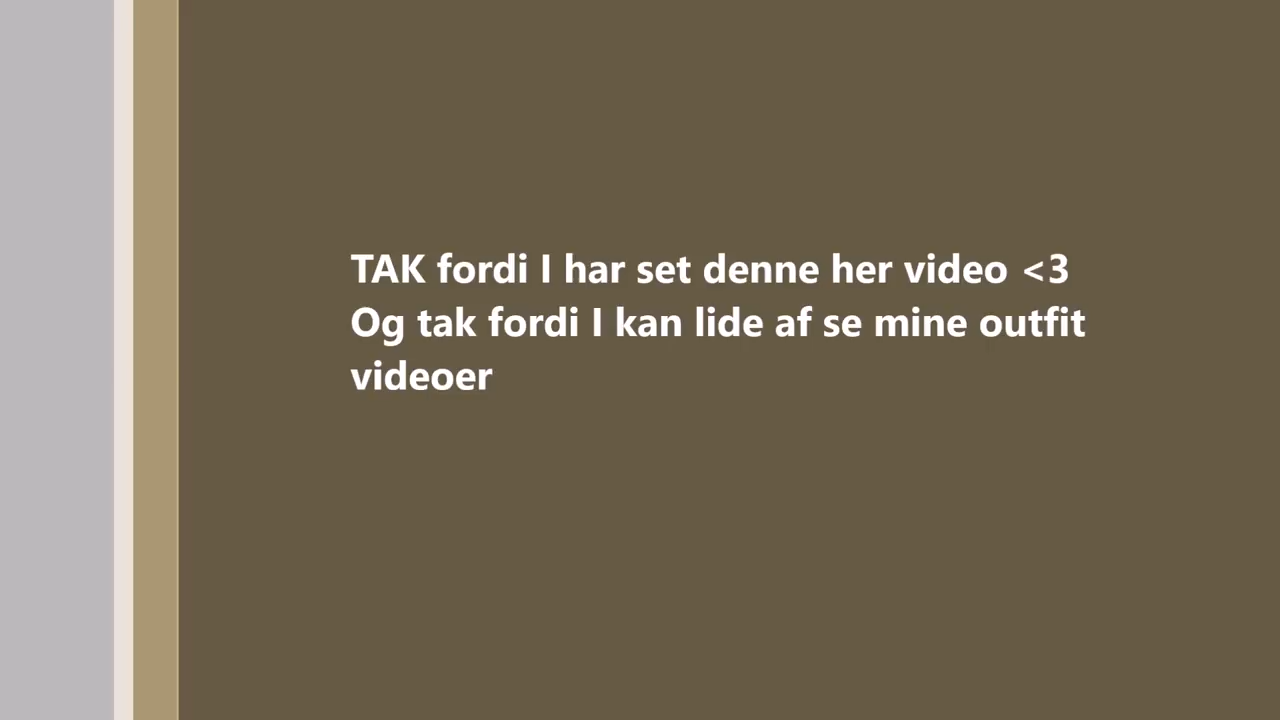 TAK fordi I har set denne her video <3
Og tak fordi I kan lide af se mine outfit
videoer